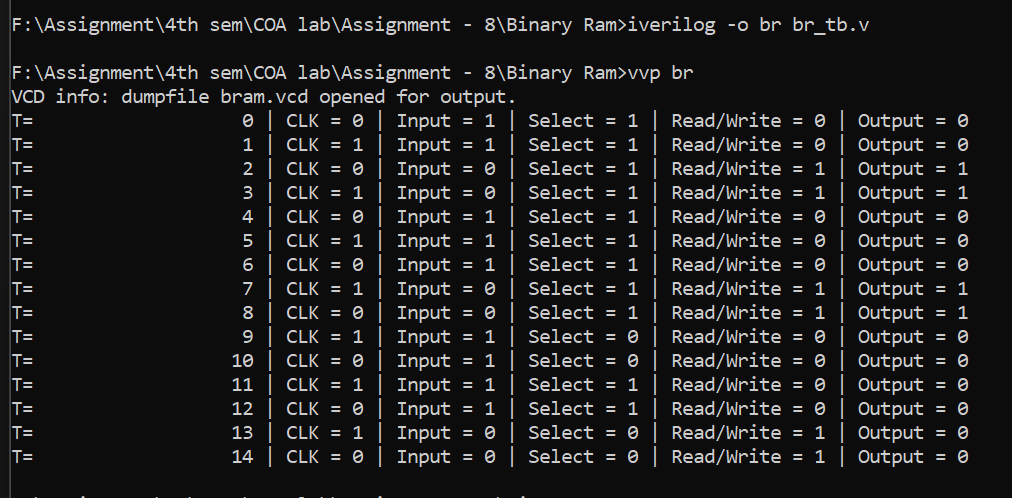 F:\Assignment\4th sem\COA lab\Assignment - 8\Binary Ram>iverilog -o br br_tb.v
F:\Assignment\4th sem\COA lab\Assignment - 8\Binary Ram>vvp br
VCD info: dumpfile bram.vcd opened for output.
T=                   0 | CLK = 0 | Input = 1 | Select = 1 | Read/Write = 0 | Output = 0
T=                   1 | CLK = 1 | Input = 1 | Select = 1 | Read/Write = 0 | Output = 0
T=                   2 | CLK = 0 | Input = 0 | Select = 1 | Read/Write = 1 | Output = 1
T=                   3 | CLK = 1 | Input = 0 | Select = 1 | Read/Write = 1 | Output = 1
T=                   4 | CLK = 0 | Input = 1 | Select = 1 | Read/Write = 0 | Output = 0
T=                   5 | CLK = 1 | Input = 1 | Select = 1 | Read/Write = 0 | Output = 0
T=                   6 | CLK = 0 | Input = 1 | Select = 1 | Read/Write = 0 | Output = 0
T=                   7 | CLK = 1 | Input = 0 | Select = 1 | Read/Write = 1 | Output = 1
T=                   8 | CLK = 0 | Input = 0 | Select = 1 | Read/Write = 1 | Output = 1
T=                   9 | CLK = 1 | Input = 1 | Select = 0 | Read/Write = 0 | Output = 0
T=                  10 | CLK = 0 | Input = 1 | Select = 0 | Read/Write = 0 | Output = 0
T=                  11 | CLK = 1 | Input = 1 | Select = 1 | Read/Write = 0 | Output = 0
T=                  12 | CLK = 0 | Input = 1 | Select = 1 | Read/Write = 0 | Output = 0
T=                  13 | CLK = 1 | Input = 0 | Select = 0 | Read/Write = 1 | Output = 0
T=                  14 | CLK = 0 | Input = 0 | Select = 0 | Read/Write = 1 | Output = 0